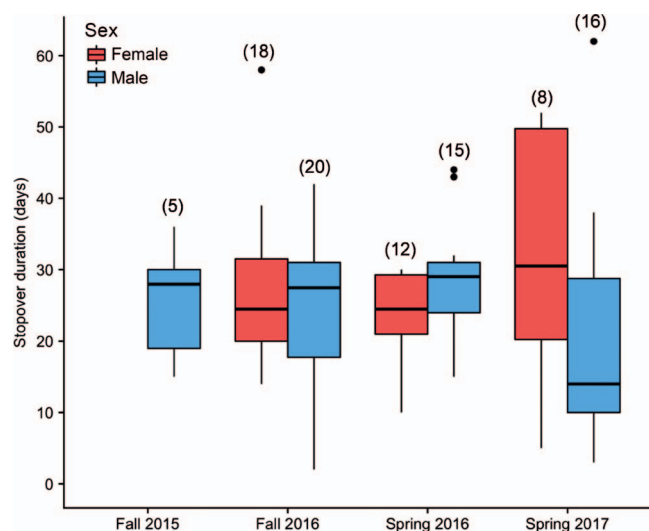 Sex
Female
Male
(5)
(18)
(20)
(12)
(15)
(8)
(16)
Stopover duration (days)
60
50
40
30
20
10
0
Fall 2015
Fall 2016
Spring 2016
Spring 2017